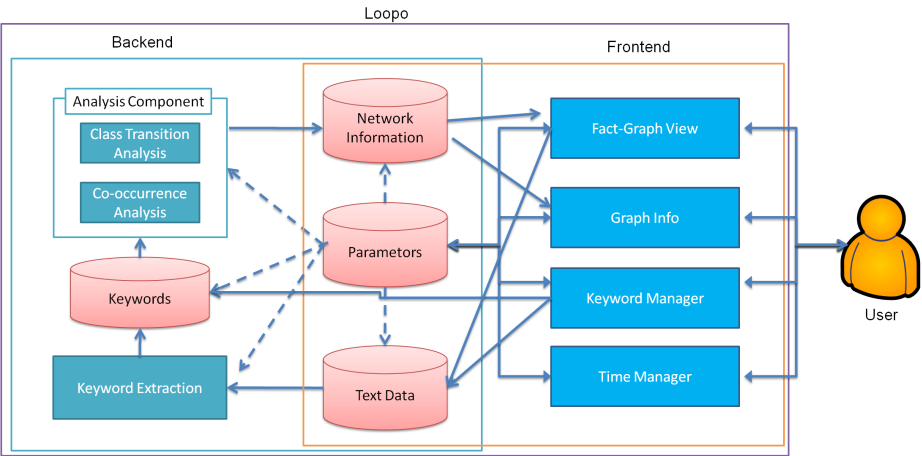 Loopo
Backend
Frontend
Analysis Component
Class Transition
Analysis
Co-occurrence
Analysis
Keywords
Keyword Extraction
Network
Information
Parametors
Text Data
Fact-Graph View
Graph Info
Keyword Manager
Time Manager
User